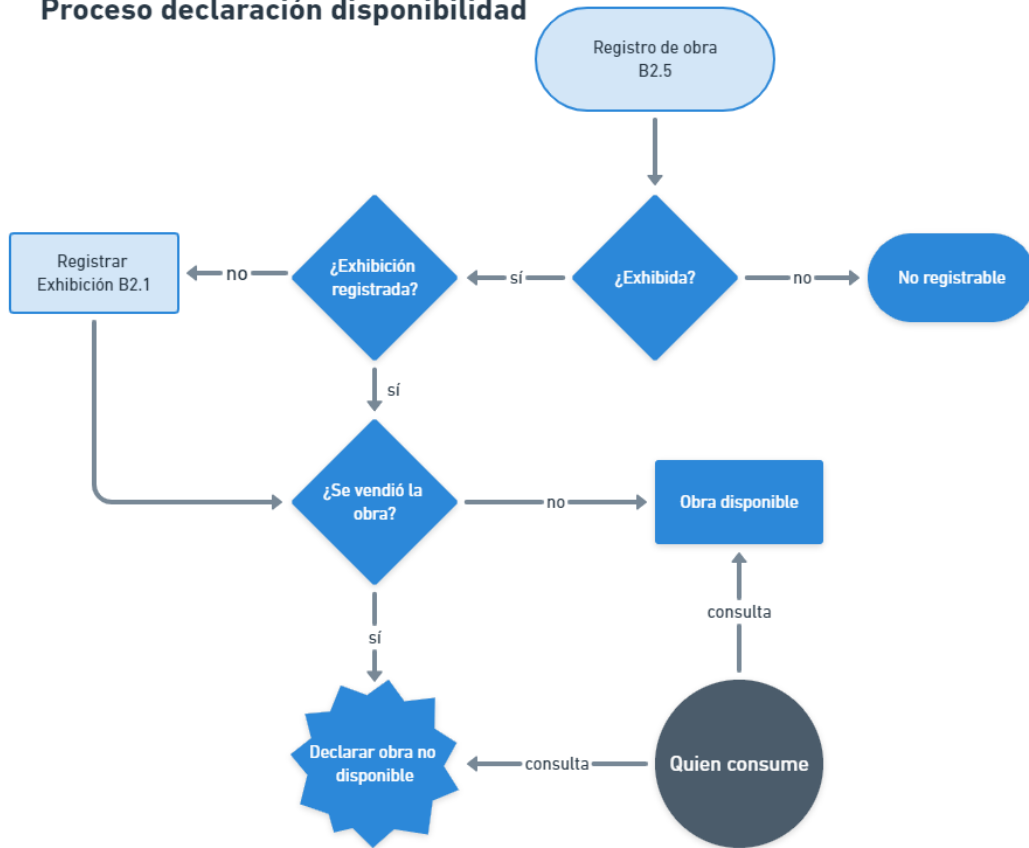 Proceso declaración disponibilidad
Registro de obra
B2.5
¿Exhibida?
no
No registrable
sí
¿Exhibición
registrada?
no
Registrar
Exhibición B2.1
sí
¿Se vendió la
obra?
no
Obra disponible
sí
consulta
Declarar obra no
disponible
consulta
Quien consume